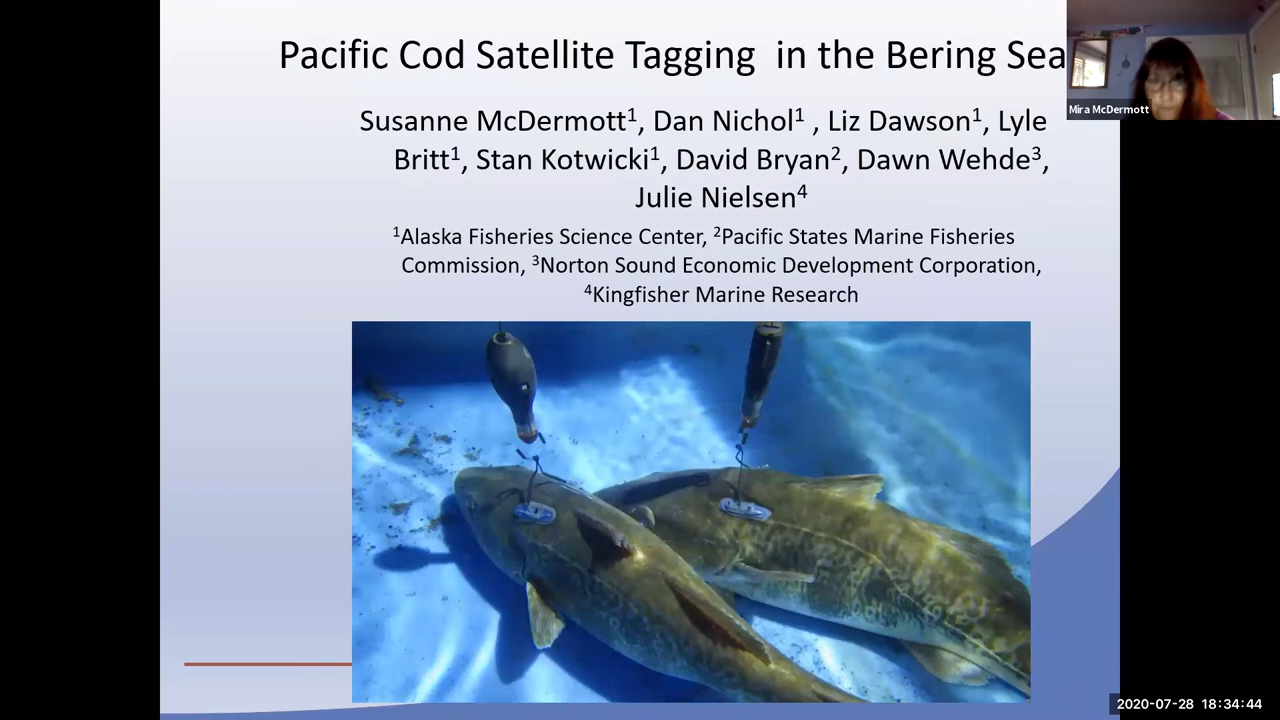 Pacific Cod Satellite Tagging in the Bering Sea
Mira McDermott
Susanne McDermott¹, Dan Nichol¹ , Liz Dawson¹, Lyle
Britt¹, Stan Kotwicki¹, David Bryan², Dawn Wehde³,
Julie Nielsen⁴
¹Alaska Fisheries Science Center, ²Pacific States Marine Fisheries
Commission, ³Norton Sound Economic Development Corporation,
⁴Kingfisher Marine Research
2020-07-28 18:34:44